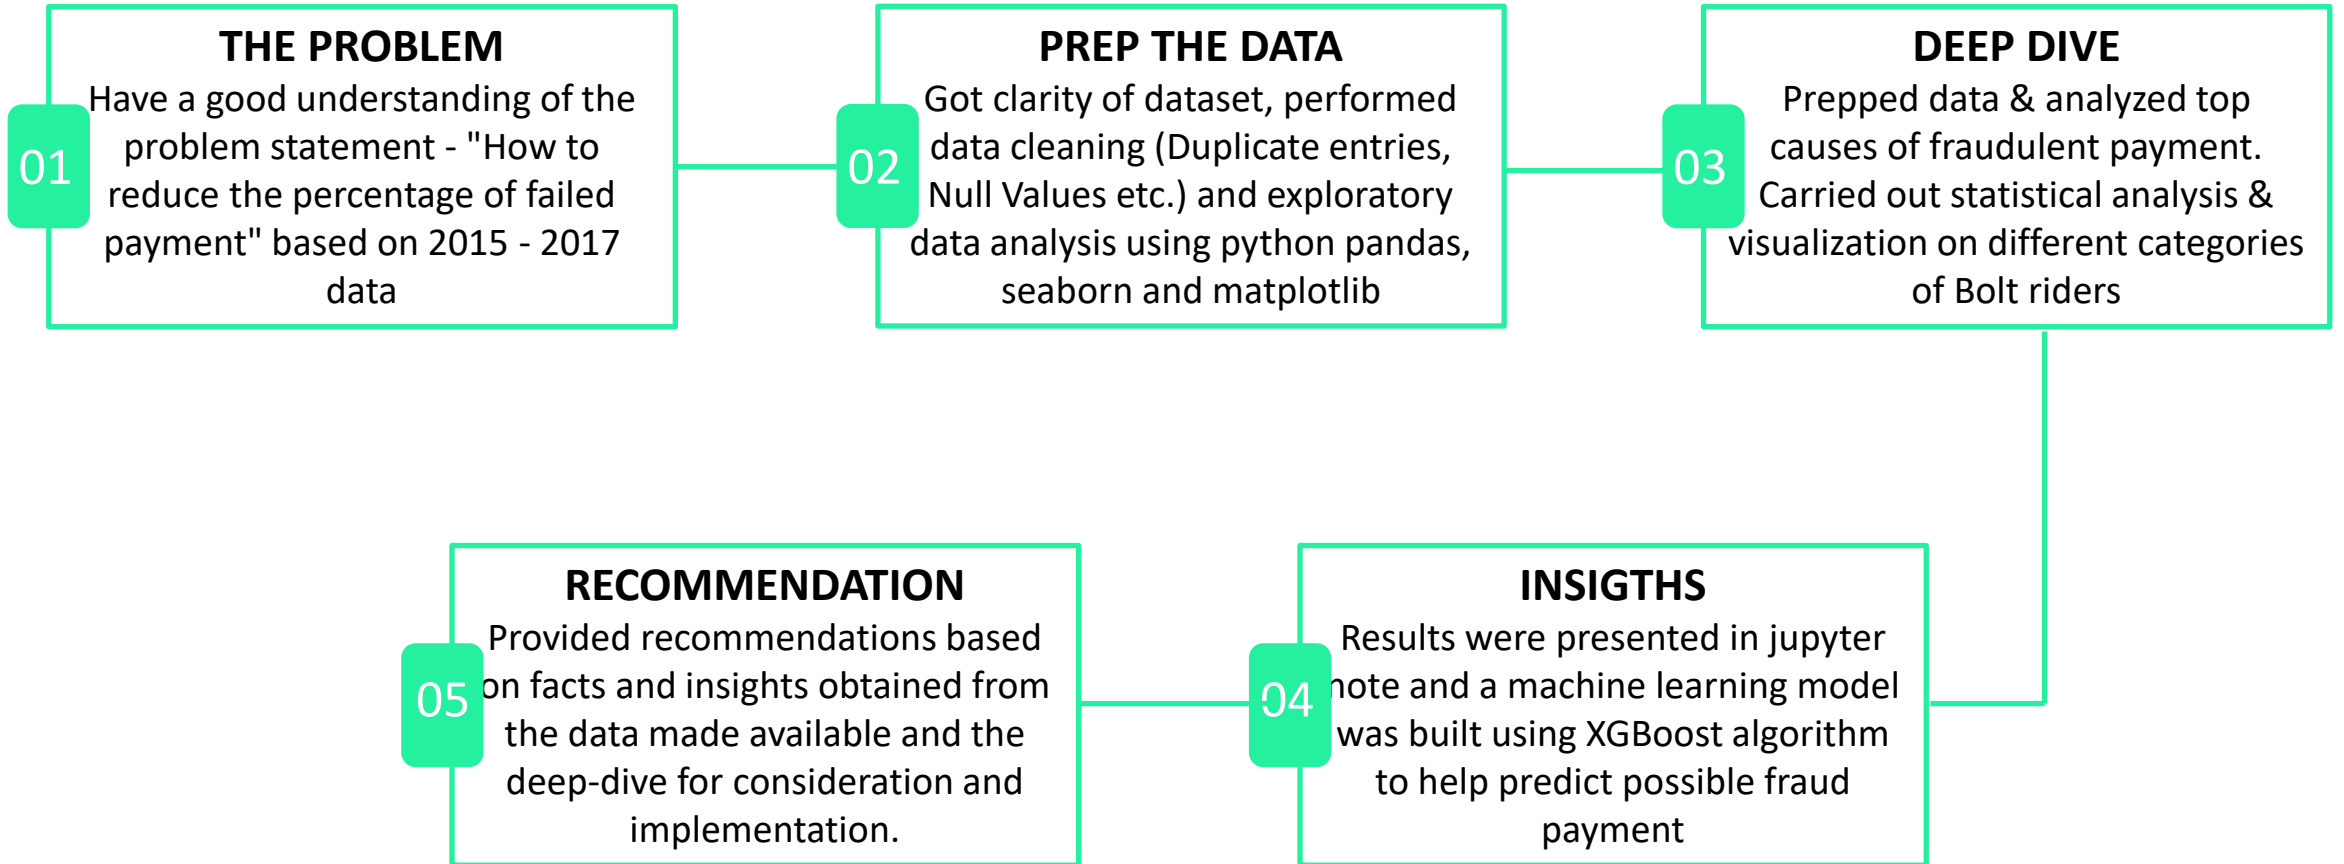 THE PROBLEM
Have a good understanding of the
problem statement - "How to
reduce the percentage of failed
payment" based on 2015 - 2017
data
01
PREP THE DATA
Got clarity of dataset, performed
data cleaning (Duplicate entries,
Null Values etc.) and exploratory
data analysis using python pandas,
seaborn and matplotlib
02
DEEP DIVE
Prepped data & analyzed top
causes of fraudulent payment.
Carried out statistical analysis &
visualization on different categories
of Bolt riders
03
INSIGTHS
Results were presented in jupyter
note and a machine learning model
was built using XGBoost algorithm
to help predict possible fraud
payment
04
RECOMMENDATION
Provided recommendations based
on facts and insights obtained from
the data made available and the
deep-dive for consideration and
implementation.
05